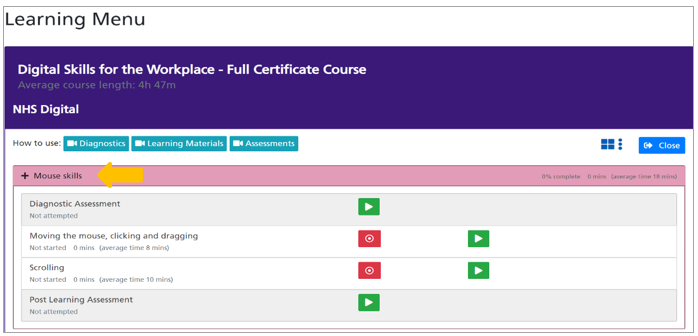 Learning Menu
Digital Skills for the Workplace - Full Certificate Course
Average course length: 4h 47m
NHS Digital
How to use: Diagnostics Learning Materials Assessments Close
+ Mouse skills 0% complete 0 mins (average time 18 mins)
Diagnostic Assessment
Not attempted
Moving the mouse, clicking and dragging
Not started 0 mins (average time 8 mins)
Scrolling
Not started 0 mins (average time 10 mins)
Post Learning Assessment
Not attempted